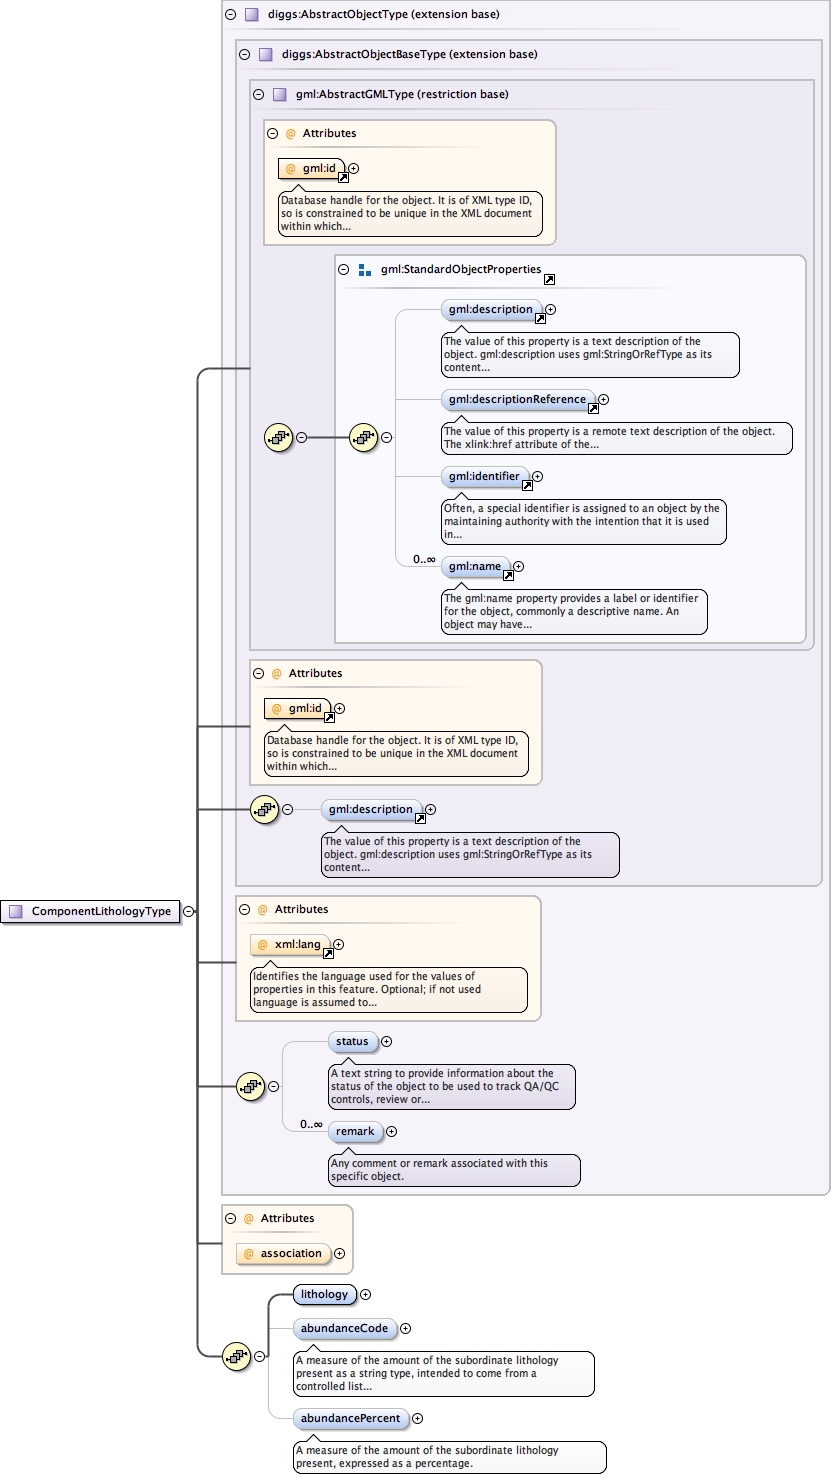 diggs:AbstractObjectType (extension base)
diggs:AbstractObjectBaseType (extension base)
gml:AbstractGMLType (restriction base)
@ Attributes
@ gml:id
Database handle for the object. It is of XML type ID,
so is constrained to be unique in the XML document
within which...
gml:StandardObjectProperties
gml:description
The value of this property is a text description of the
object. gml:description uses gml:StringOrRefType as its
content...
gml:descriptionReference
The value of this property is a remote text description of the object.
The xlink:href attribute of the...
gml:identifier
Often, a special identifier is assigned to an object by the
maintaining authority with the intention that it is used
in...
0..∞
gml:name
The gml:name property provides a label or identifier
for the object, commonly a descriptive name. An
object may have...
@ Attributes
@ gml:id
Database handle for the object. It is of XML type ID,
so is constrained to be unique in the XML document
within which...
gml:description
The value of this property is a text description of the
object. gml:description uses gml:StringOrRefType as its
content...
ComponentLithologyType
@ Attributes
@ xml:lang
Identifies the language used for the values of
properties in this feature. Optional; if not used
language is assumed to...
status
A text string to provide information about the
status of the object to be used to track QA/QC
controls, review or...
0..∞
remark
Any comment or remark associated with this
specific object.
@ Attributes
@ association
lithology
abundanceCode
A measure of the amount of the subordinate lithology
present as a string type, intended to come from a
controlled list...
abundancePercent
A measure of the amount of the subordinate lithology
present, expressed as a percentage.